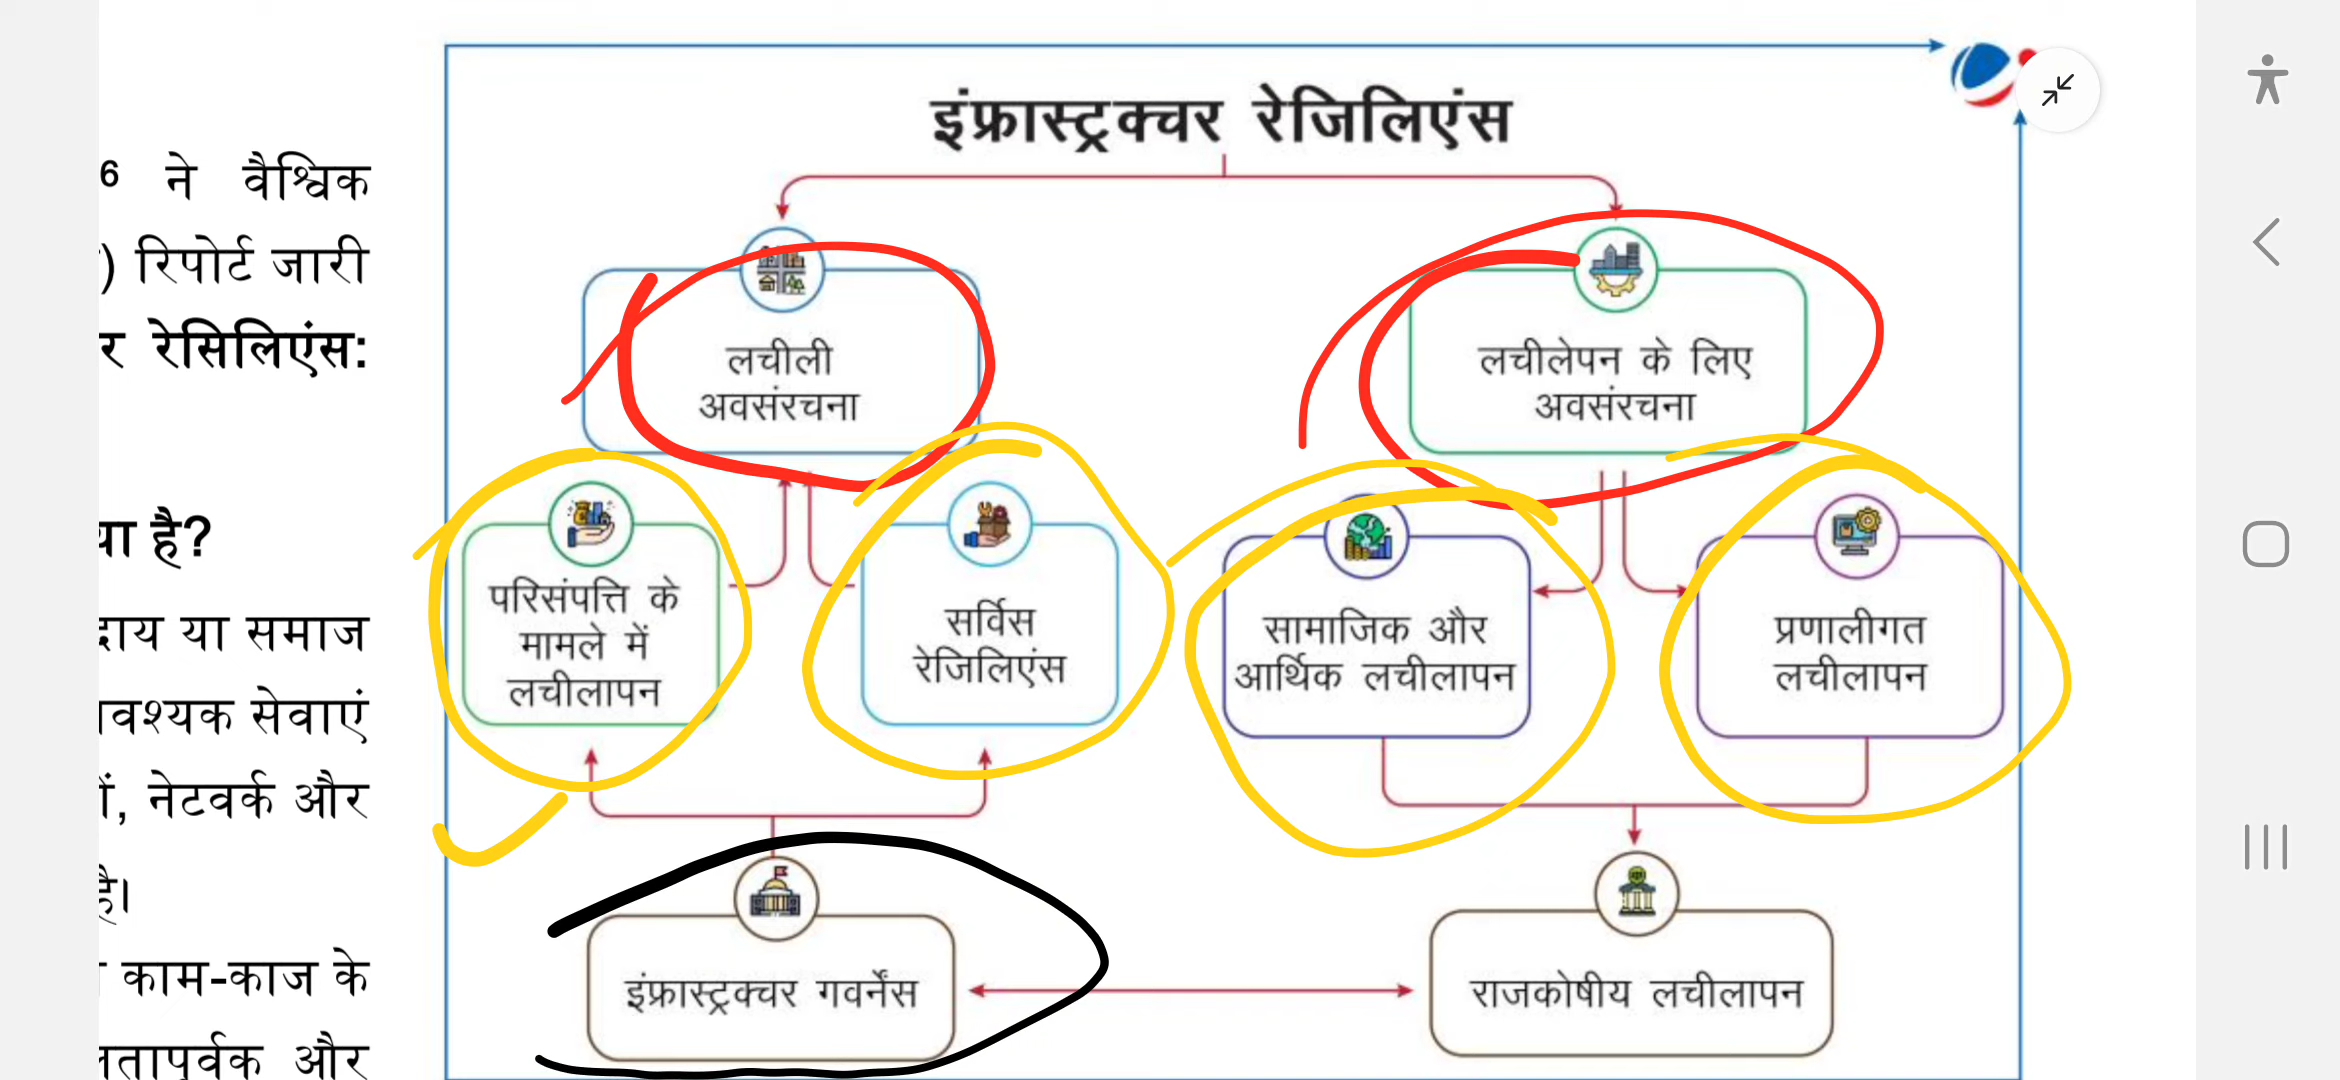 6 ने वैश्विक
) रिपोर्ट जारी
र रेसिलिएंस:
या है?
दाय या समाज
वश्यक सेवाएं
ं, नेटवर्क और
है।
काम-काज के
तापूर्वक और
इंफ्रास्ट्रक्चर रेजिलिएंस
लचीली
अवसंरचना
लचीलेपन के लिए
अवसंरचना
परिसंपत्ति के
मामले में
लचीलापन
सर्विस
रेजिलिएंस
सामाजिक और
आर्थिक लचीलापन
प्रणालीगत
लचीलापन
इंफ्रास्ट्रक्चर गवर्नेंस
राजकोषीय लचीलापन